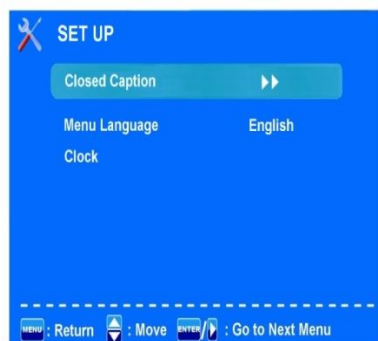 SET UP
Closed Caption
Menu Language English
Clock
MENU : Return : Move ENTER / : Go to Next Menu